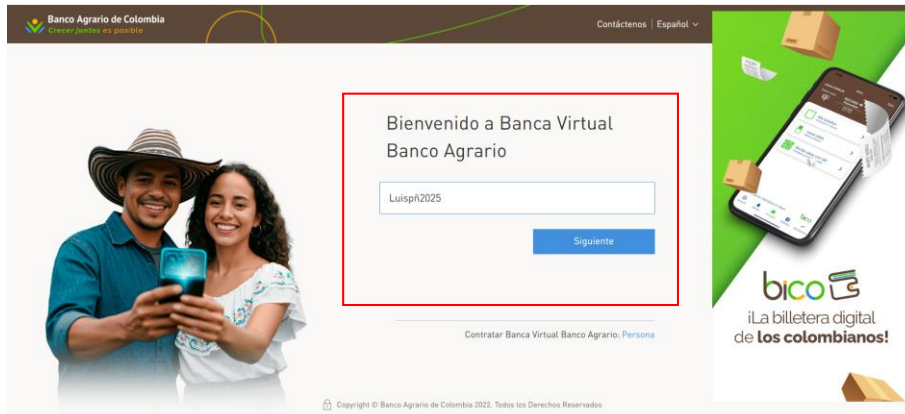 Banco Agrario de Colombia
Crecer juntos es posible
Contáctenos | Español
Bienvenido a Banca Virtual
Banco Agrario
Luispñ2025
Siguiente
Contratar Banca Virtual Banco Agrario: Persona
Copyright © Banco Agrario de Colombia 2022. Todos los Derechos Reservados
bico
¡La billetera digital
de los colombianos!